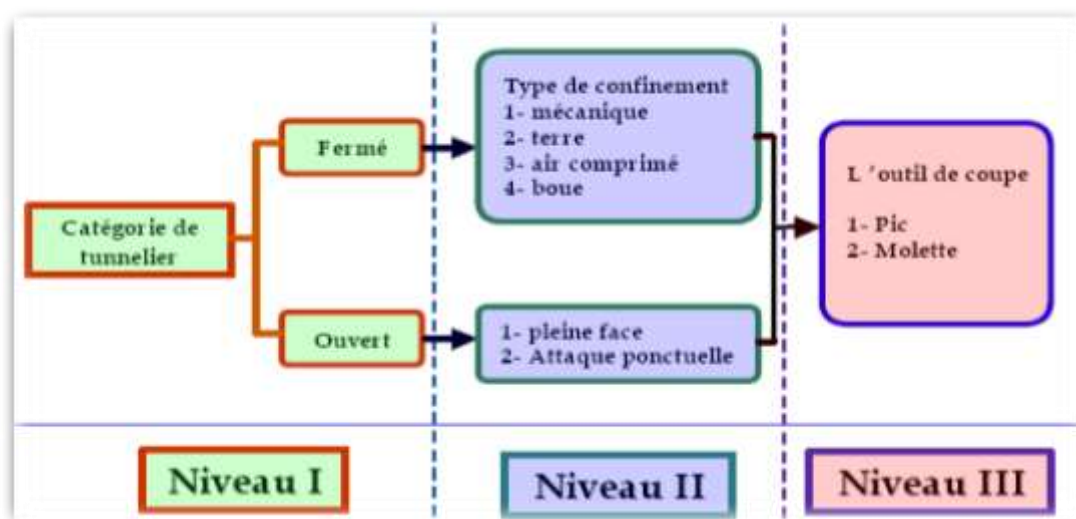 Catégorie de
tunnelier
Fermé
Ouvert
Type de confinement
1- mécanique
2- terre
3- air comprimé
4- boue
1- pleine face
2- Attaque ponctuelle
L ’outil de coupe
1- Pic
2- Molette
Niveau I
Niveau II
Niveau III